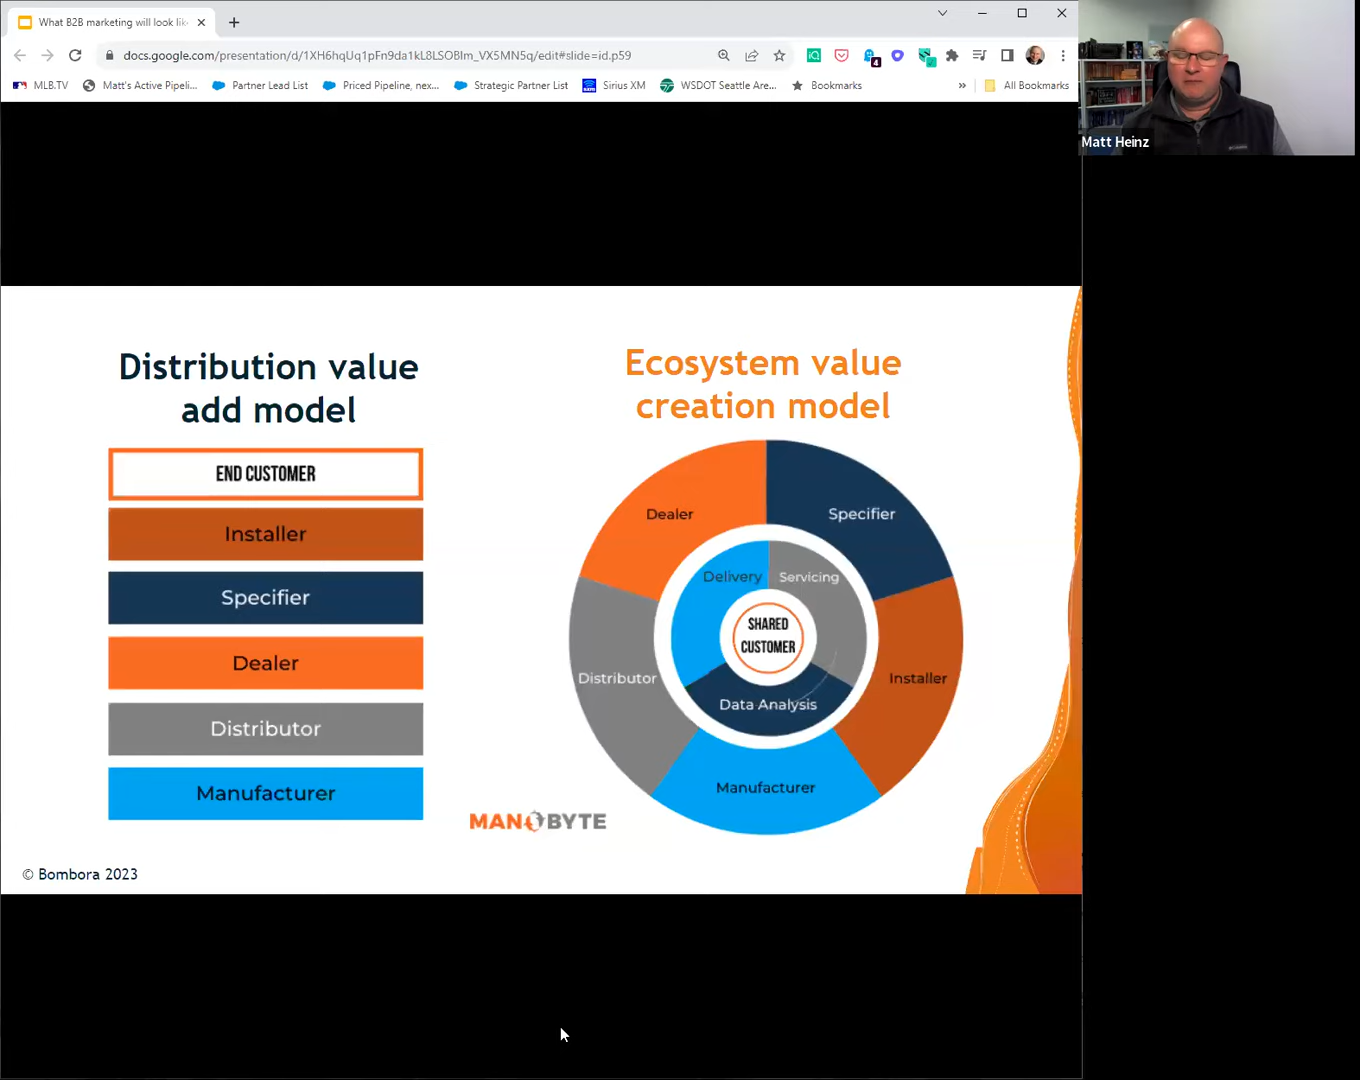 What B2B marketing will look lik
docs.google.com/presentation/d/1XH6hqUq1pFn9da1kL8LSOBIm_VX5MN5q/edit#slide=id.p59
4
MLB.TV
Matt's Active Pipeli...
Partner Lead List
Priced Pipeline, nex...
Strategic Partner List
Sirius XM
WSDOT Seattle Are...
Bookmarks
»
All Bookmarks
Matt Heinz
Distribution value
add model
END CUSTOMER
Installer
Specifier
Dealer
Distributor
Manufacturer
Ecosystem value
creation model
Dealer
Specifier
Delivery
Servicing
SHARED
CUSTOMER
Distributor
Installer
Data Analysis
Manufacturer
MANOBYTE
© Bombora 2023